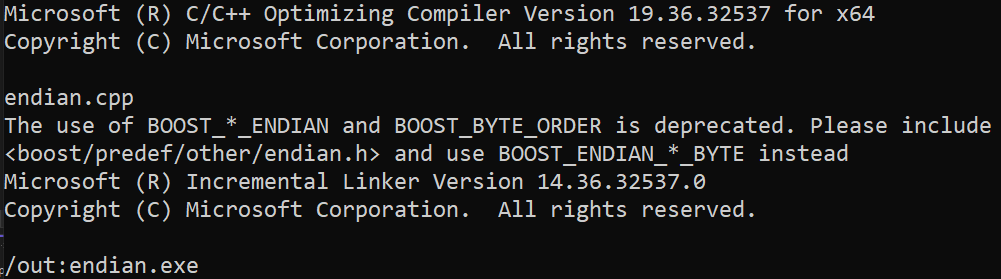 Microsoft (R) C/C++ Optimizing Compiler Version 19.36.32537 for x64
Copyright (C) Microsoft Corporation.  All rights reserved.

endian.cpp
The use of BOOST_*_ENDIAN and BOOST_BYTE_ORDER is deprecated. Please include
<boost/predef/other/endian.h> and use BOOST_ENDIAN_*_BYTE instead
Microsoft (R) Incremental Linker Version 14.36.32537.0
Copyright (C) Microsoft Corporation.  All rights reserved.

/out:endian.exe